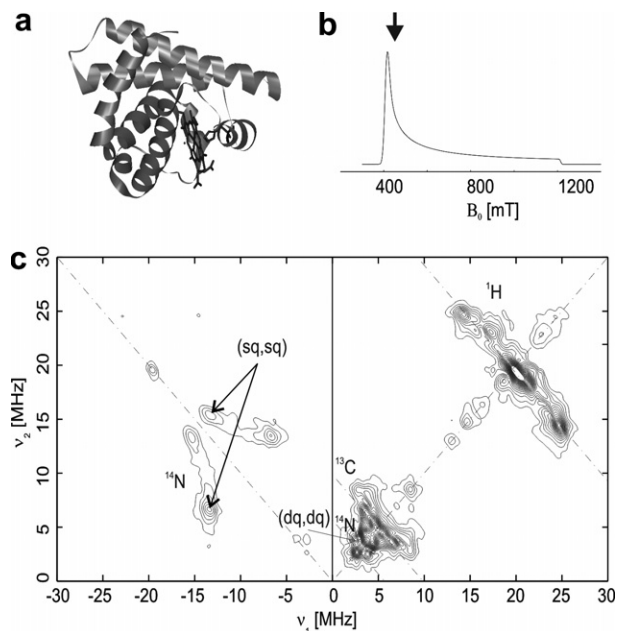 a
b
400 800 1200
B₀ [mT]
c
30
25
20
15
10
5
0
ν₂ [MHz]
(sq,sq)
¹H
¹⁴N
¹³C
(dq,dq)
¹⁴N
-30 -25 -20 -15 -10 -5 0 5 10 15 20 25 30
ν₁ [MHz]